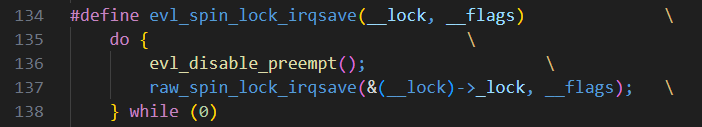 134 #define evl_spin_lock_irqsave(__lock, __flags) \
135 do { \
136 evl_disable_preempt(); \
137 raw_spin_lock_irqsave(&(__lock)->_lock, __flags); \
138 } while (0)